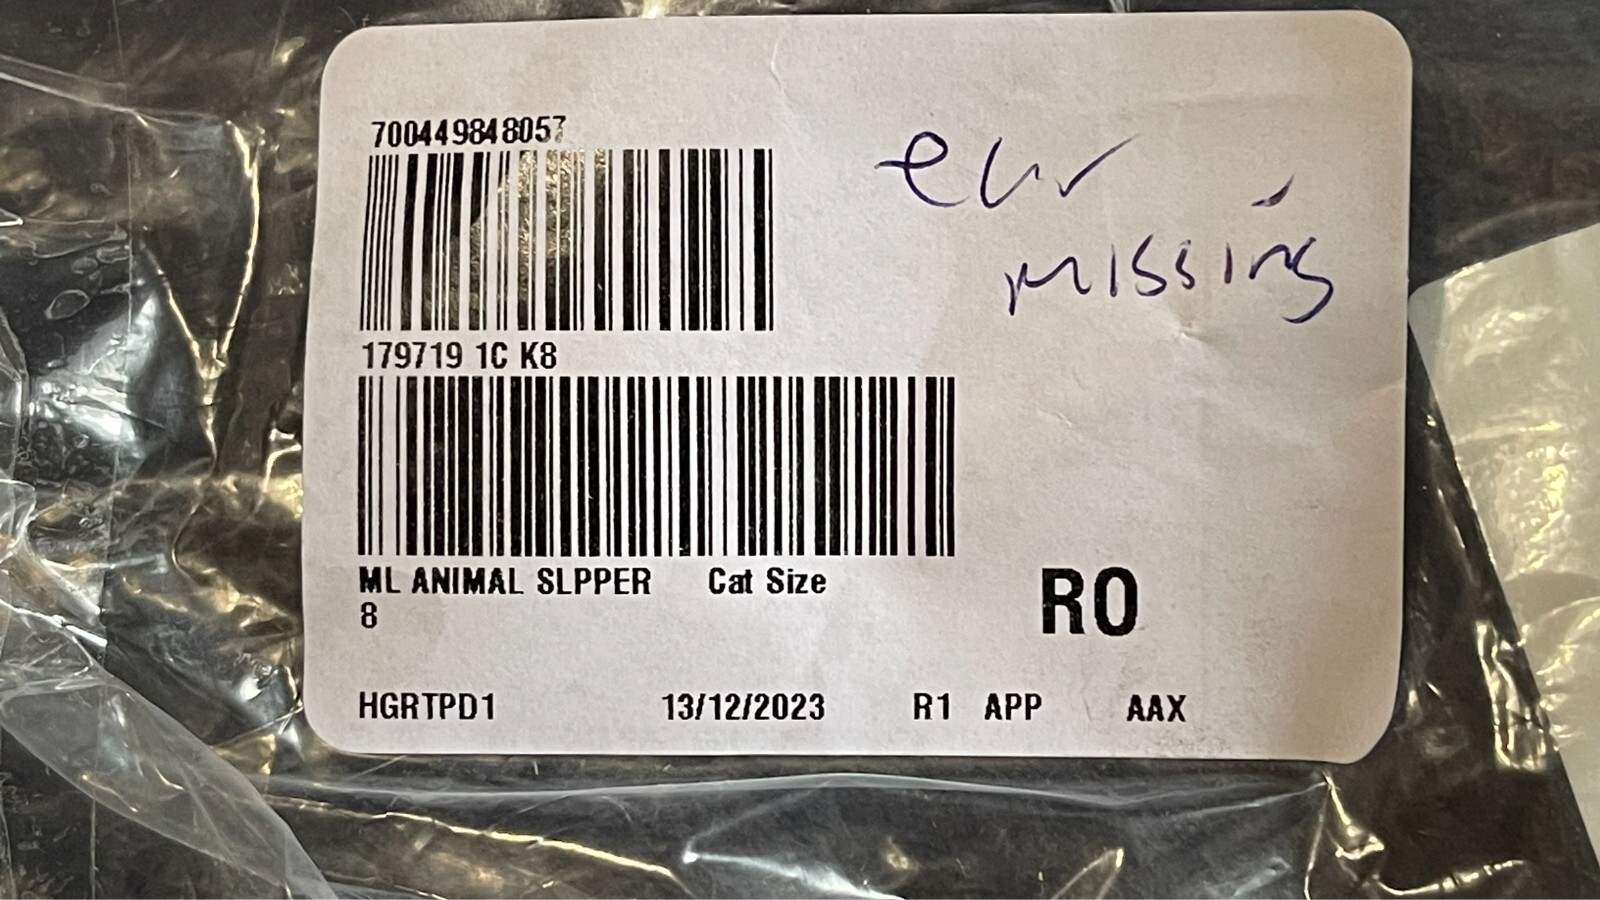 700449848057
ear
missing
179719 1C K8
ML ANIMAL SLPPER Cat Size
8
R0
HGRTPD1 13/12/2023 R1 APP AAX